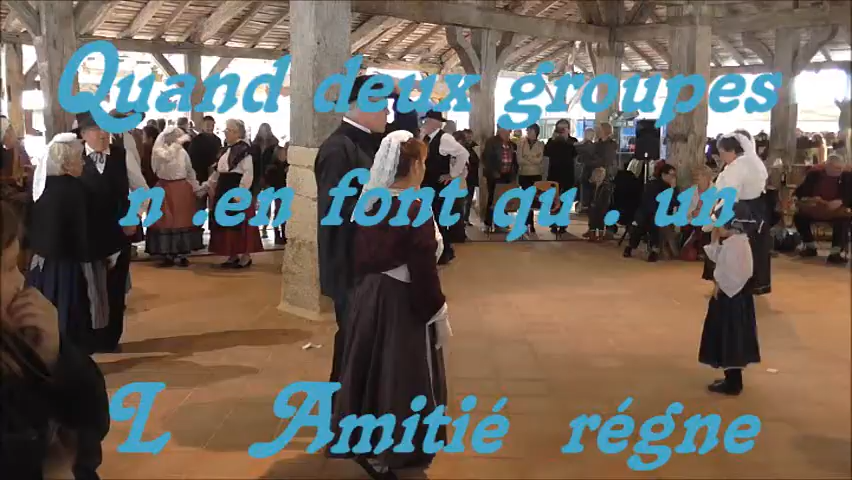 Quand deux groupes
n .en font qu . un
L Amitié régne